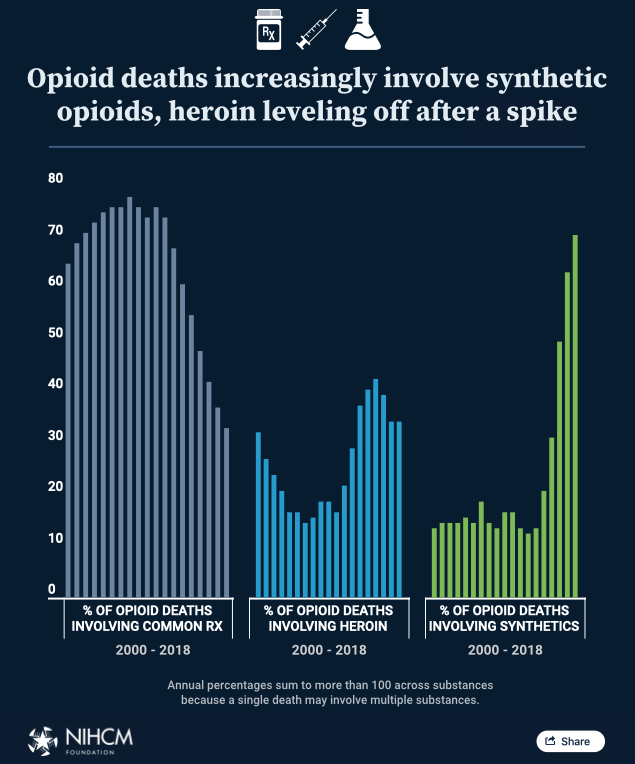 Rx
Opioid deaths increasingly involve synthetic
opioids, heroin leveling off after a spike
80
70
60
50
40
30
20
10
0
% OF OPIOID DEATHS
INVOLVING COMMON RX
2000 - 2018
% OF OPIOID DEATHS
INVOLVING HEROIN
2000 - 2018
% OF OPIOID DEATHS
INVOLVING SYNTHETICS
2000 - 2018
Annual percentages sum to more than 100 across substances
because a single death may involve multiple substances.
NIHCM
FOUNDATION
Share